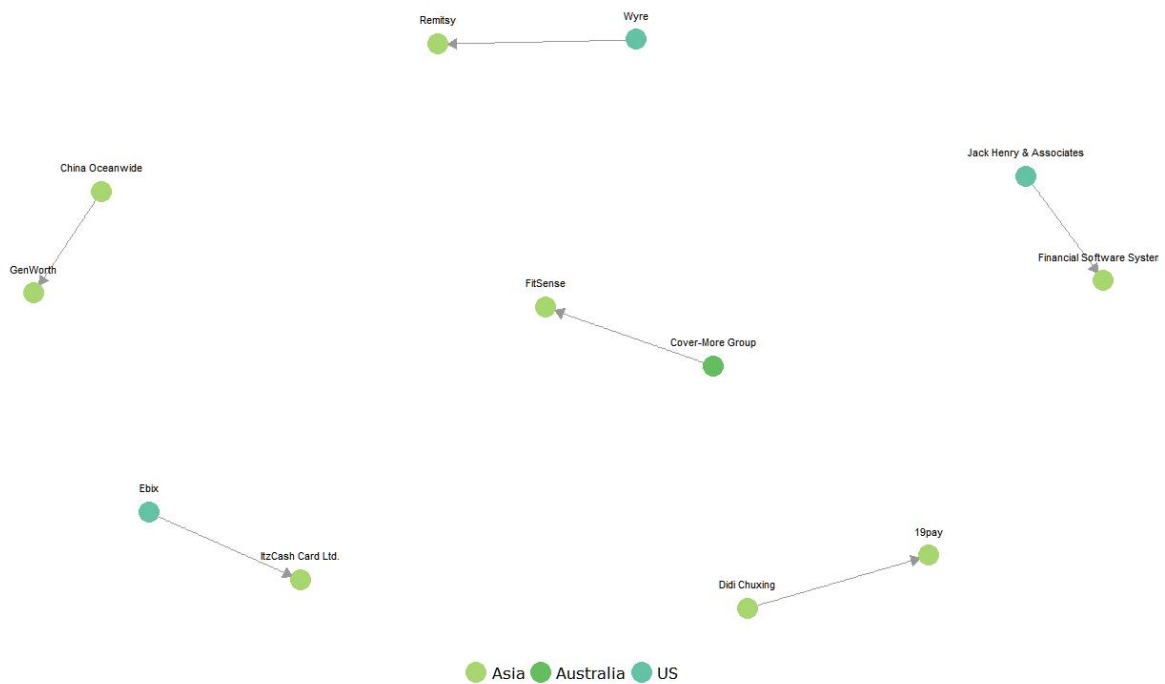 Remitsy
Wyre
China Oceanwide
Jack Henry & Associates
GenWorth
Financial Software System
FitSense
Cover-More Group
Ebix
ItzCash Card Ltd.
19pay
Didi Chuxing
Asia Australia US